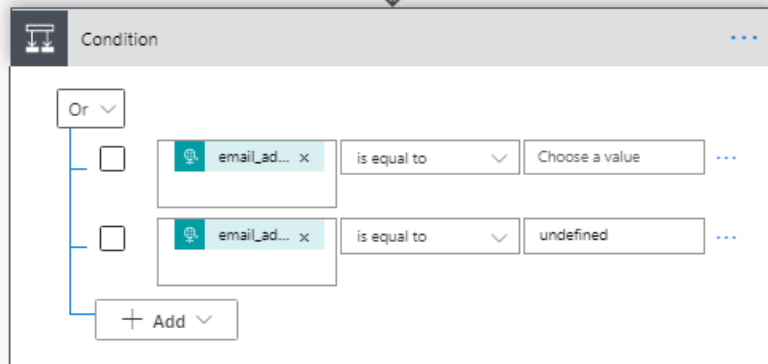 Condition
Or
email_ad... × is equal to Choose a value
email_ad... × is equal to undefined
Add